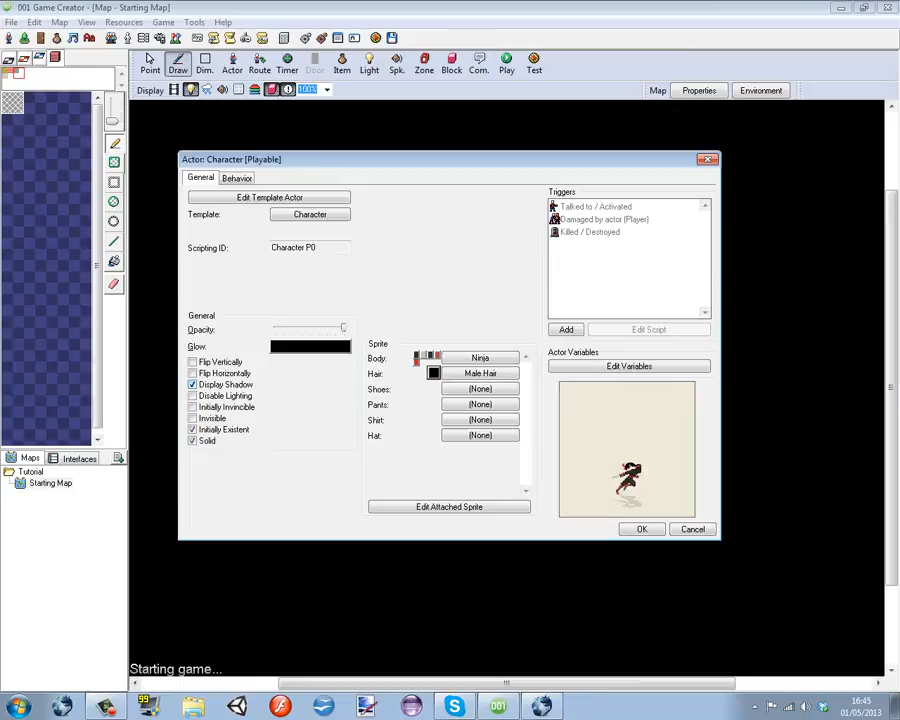 001 Game Creator - [Map - Starting Map]
File Edit Map View Resources Game Tools Help
Point Draw Dim. Actor Route Timer Door Item Light Spk. Zone Block Com. Play Test
Display 100% Map Properties Environment
Actor: Character [Playable]
General Behavior
Edit Template Actor
Template: Character
Scripting ID: Character P0
General
Opacity:
Glow:
Flip Vertically
Flip Horizontally
Display Shadow
Disable Lighting
Initially Invincible
Invisible
Initially Existent
Solid
Sprite
Body: Ninja
Hair: Male Hair
Shoes: (None)
Pants: (None)
Shirt: (None)
Hat: (None)
Edit Attached Sprite
Triggers
Talked to / Activated
Damaged by actor (Player)
Killed / Destroyed
Add Edit Script
Actor Variables
Edit Variables
OK Cancel
Maps Interfaces
Tutorial
Starting Map
Starting game...
99
001
16:45
01/05/2013